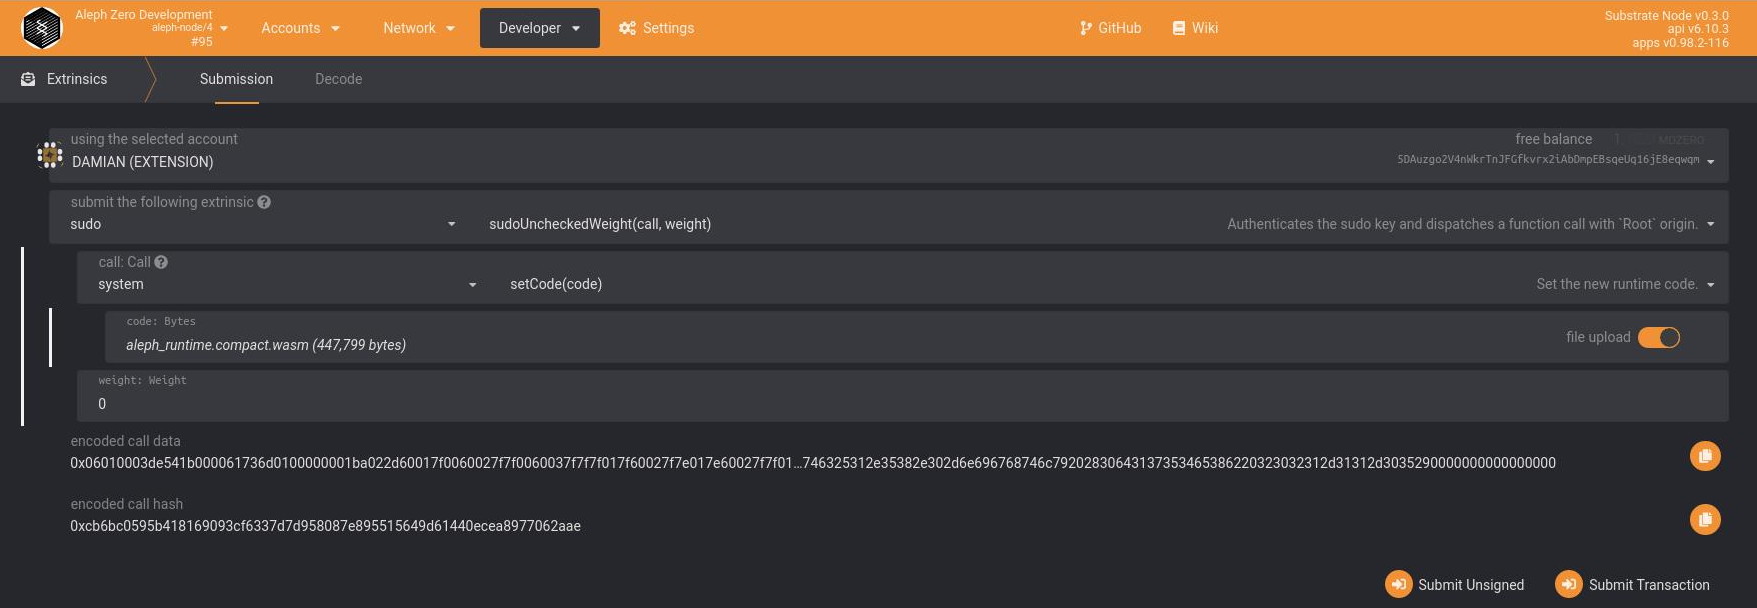 Aleph Zero Development
aleph-node/4
#95
Accounts
Network
Developer
Settings
GitHub
Wiki
Substrate Node v0.3.0
api v6.10.3
apps v0.98.2-116
Extrinsics
Submission
Decode
using the selected account
DAMIAN (EXTENSION)
free balance 1 MDZERO
5DAuzgo2V4nWkrTnJFGfkvrx2iAbDmpEBsqeUq16jE8eqwqm
submit the following extrinsic
sudo
sudoUncheckedWeight(call, weight)
Authenticates the sudo key and dispatches a function call with `Root` origin.
call: Call
system
setCode(code)
Set the new runtime code.
code: Bytes
aleph_runtime.compact.wasm (447,799 bytes)
file upload
weight: Weight
0
encoded call data
0x06010003de541b000061736d0100000001ba022d60017f0060027f7f0060037f7f7f017f60027f7e017e60027f7f01…746325312e35382e302d6e696768746c79202830643137353465386220323032312d31312d3035290000000000000000
encoded call hash
0xcb6bc0595b418169093cf6337d7d958087e895515649d61440ecea8977062aae
Submit Unsigned
Submit Transaction